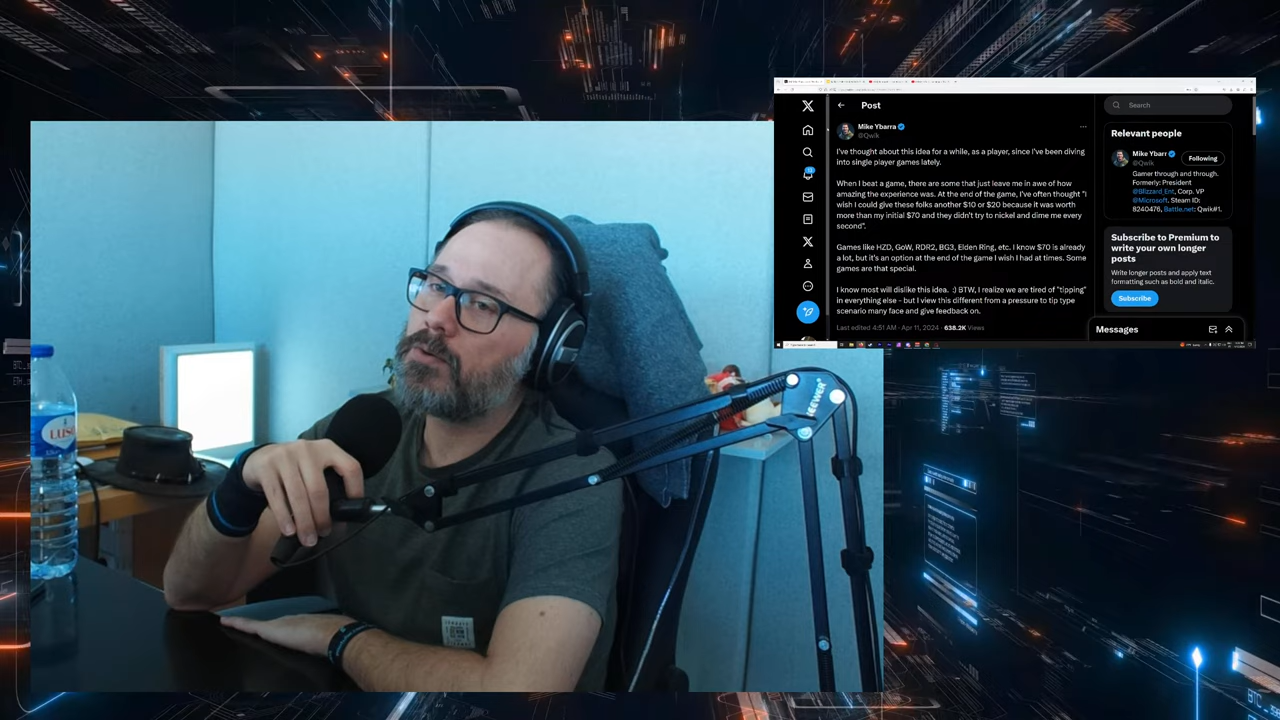 Post
Search
Mike Ybarra
@Qwik
I've thought about this idea for a while, as a player, since I've been diving
into single player games lately.
When I beat a game, there are some that just leave me in awe of how
amazing the experience was. At the end of the game, I've often thought "I
wish I could give these folks another $10 or $20 because it was worth
more than my initial $70 and they didn't try to nickel and dime me every
second".
Games like HZD, GoW, RDR2, BG3, Elden Ring, etc. I know $70 is already
a lot, but it's an option at the end of the game I wish I had at times. Some
games are that special.
I know most will dislike this idea. :) BTW, I realize we are tired of "tipping"
in everything else - but I view this different from a pressure to tip type
scenario many face and give feedback on.
Last edited 4:51 AM · Apr 11, 2024 · 638.2K Views
Relevant people
Mike Ybarr
Following
@Qwik
Gamer through and through.
Formerly: President
@Blizzard_Ent, Corp. VP
@Microsoft. Steam ID:
8240476, Battle.net: Qwik#1.
Subscribe to Premium to
write your own longer
posts
Write longer posts and apply text
formatting such as bold and italic.
Subscribe
Messages
NEEWER
LUSO